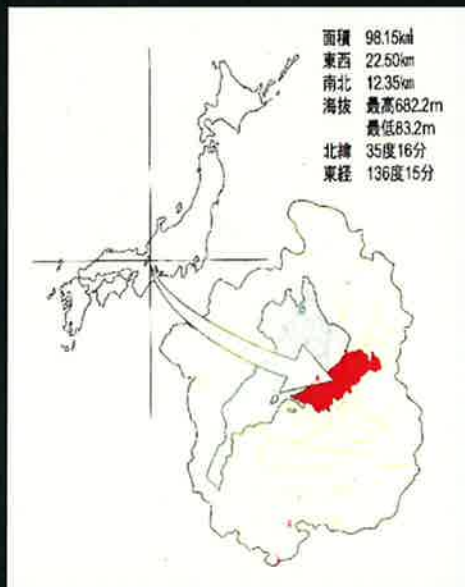 面積 98.15k㎡
東西 22.50km
南北 12.35km
海抜 最高682.2m
最低83.2m
北緯 35度16分
東経 136度15分